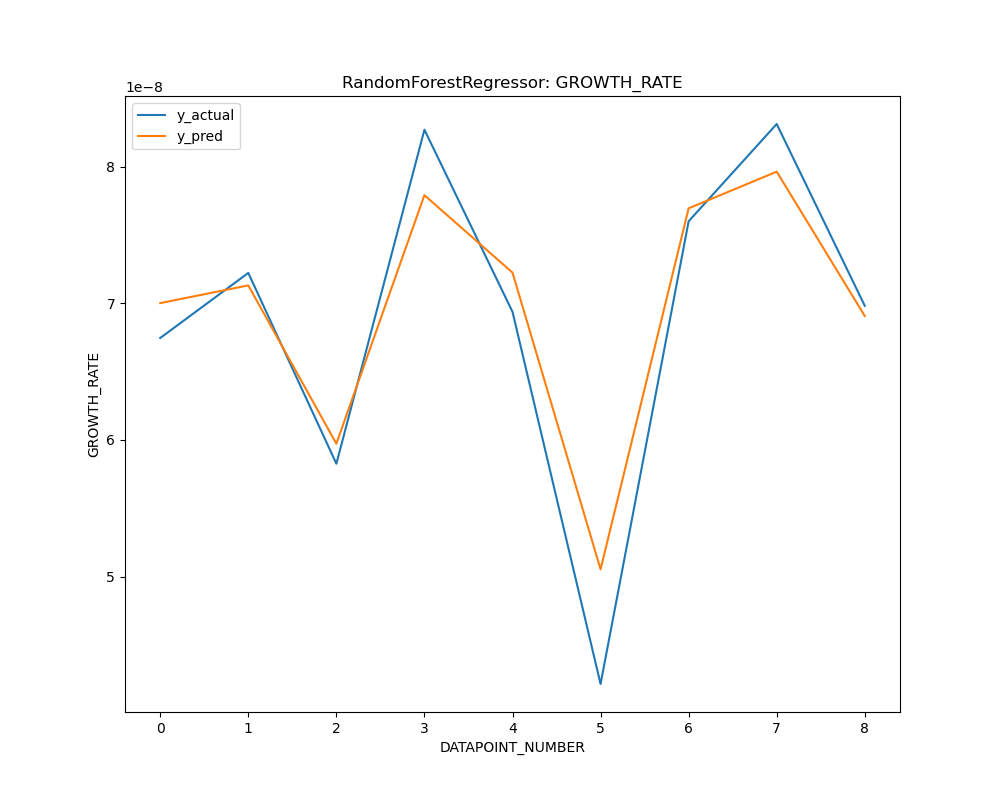 RandomForestRegressor: GROWTH_RATE
1e−8
y_actual
y_pred
8
7
6
5
GROWTH_RATE
0 1 2 3 4 5 6 7 8
DATAPOINT_NUMBER